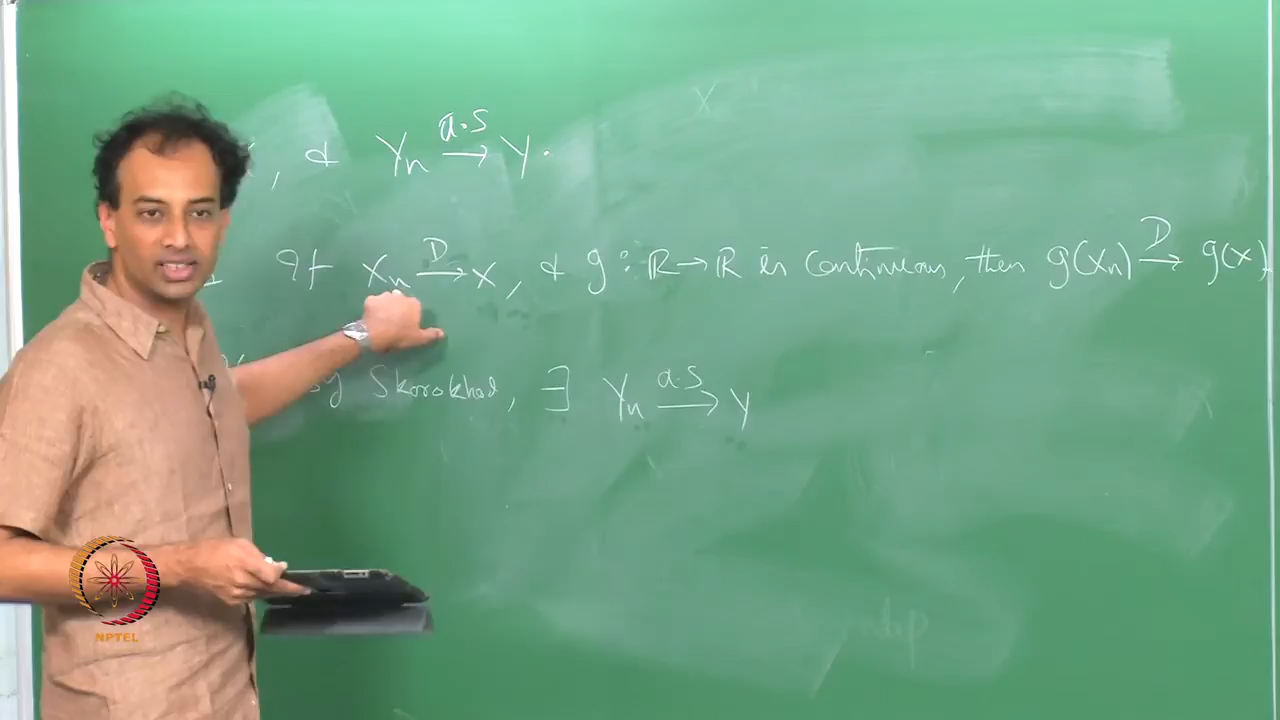 , & Yn a.s → Y.
If Xn D → X, & g: R→R is continuous, then g(Xn) D → g(X).
by Skorokhod, ∃ Yn a.s → Y
NPTEL